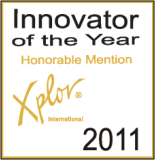 Innovator
of the Year
Honorable Mention
Xplor®
International
2011